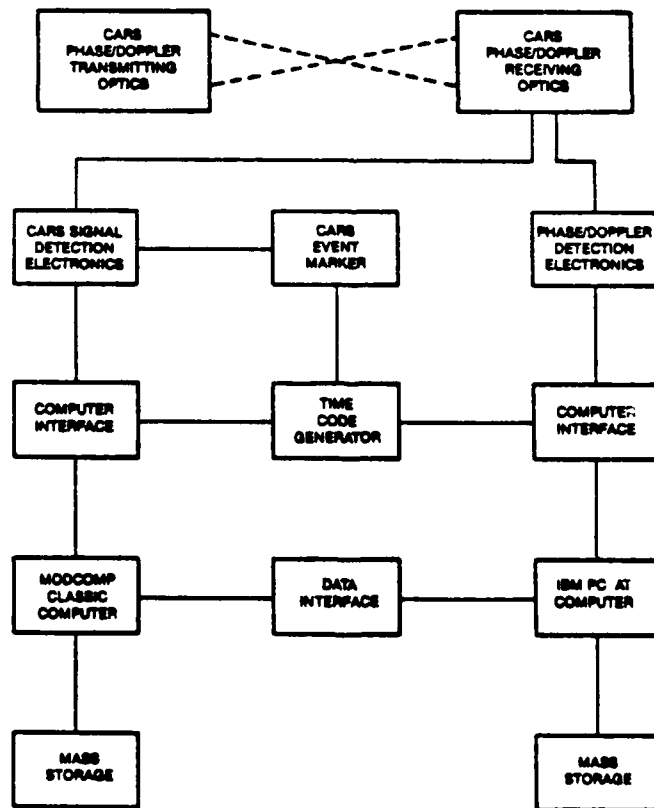 CARS
PHASE/DOPPLER
TRANSMITTING
OPTICS
CARS
PHASE/DOPPLER
RECEIVING
OPTICS
CARS SIGNAL
DETECTION
ELECTRONICS
CARS
EVENT
MARKER
PHASE/DOPPLER
DETECTION
ELECTRONICS
COMPUTER
INTERFACE
TIME
CODE
GENERATOR
COMPUTER
INTERFACE
MODCOMP
CLASSIC
COMPUTER
DATA
INTERFACE
IBM PC AT
COMPUTER
MASS
STORAGE
MASS
STORAGE